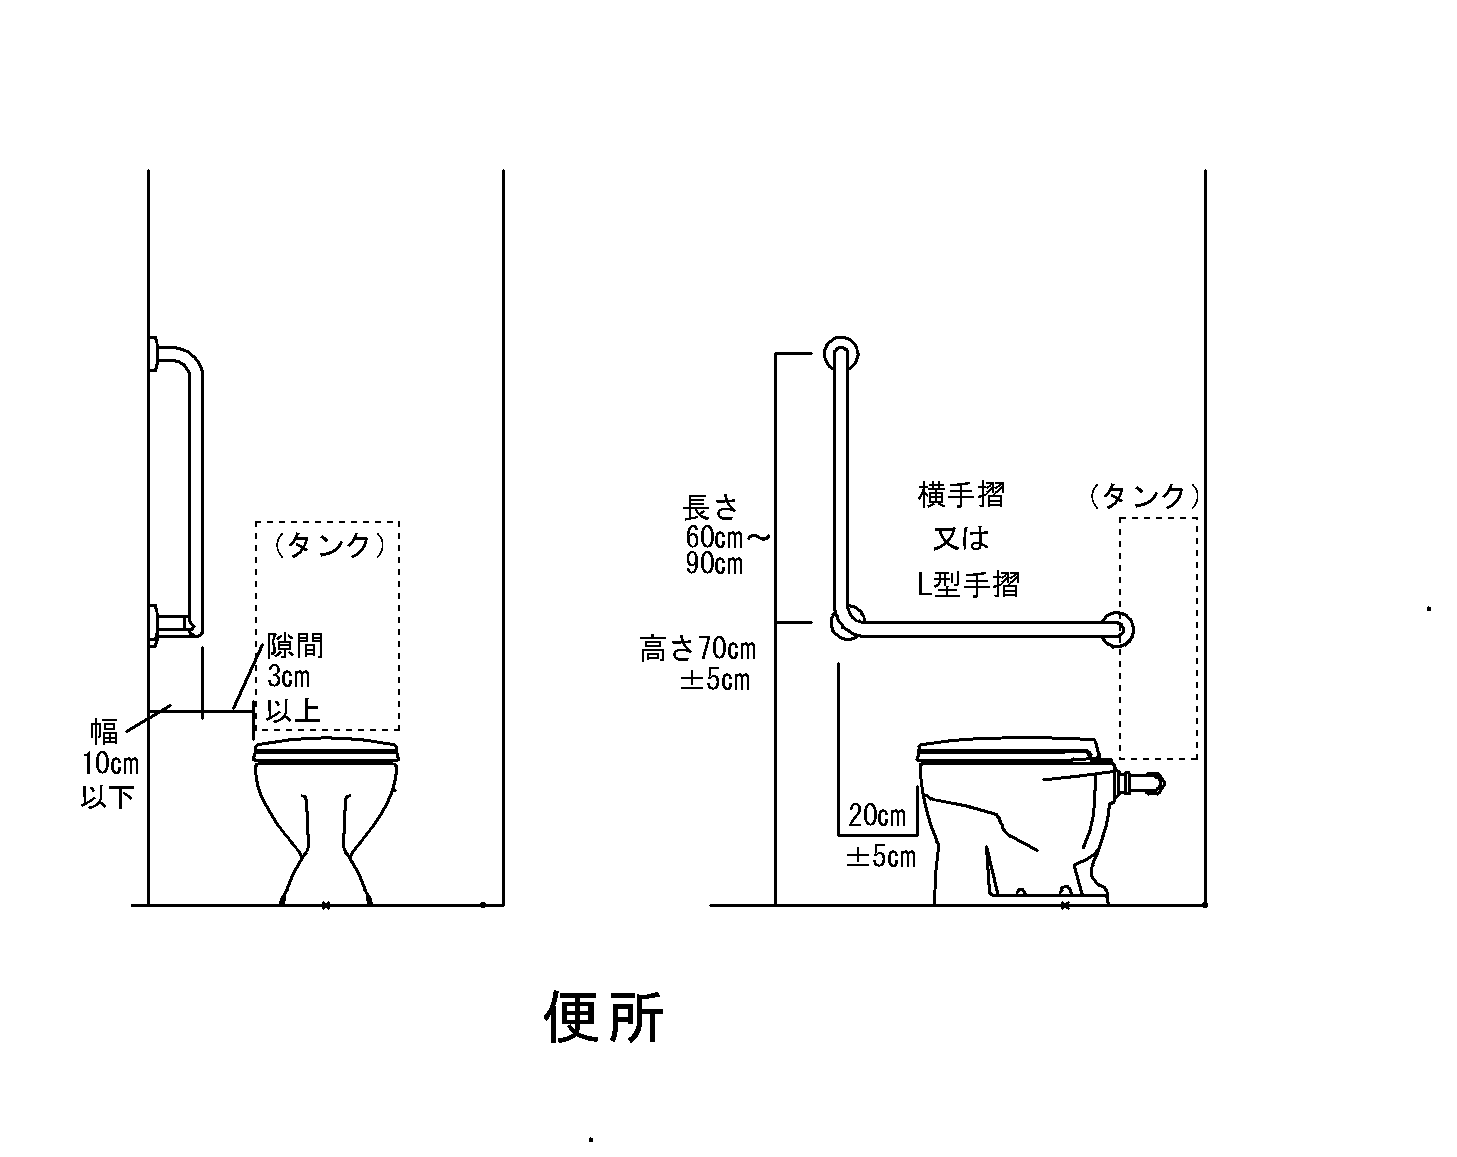 (タンク)
隙間
3cm
以上
幅
10cm
以下
長さ
60cm～
90cm
高さ70cm
±5cm
横手摺
又は
L型手摺
(タンク)
20cm
±5cm
便所